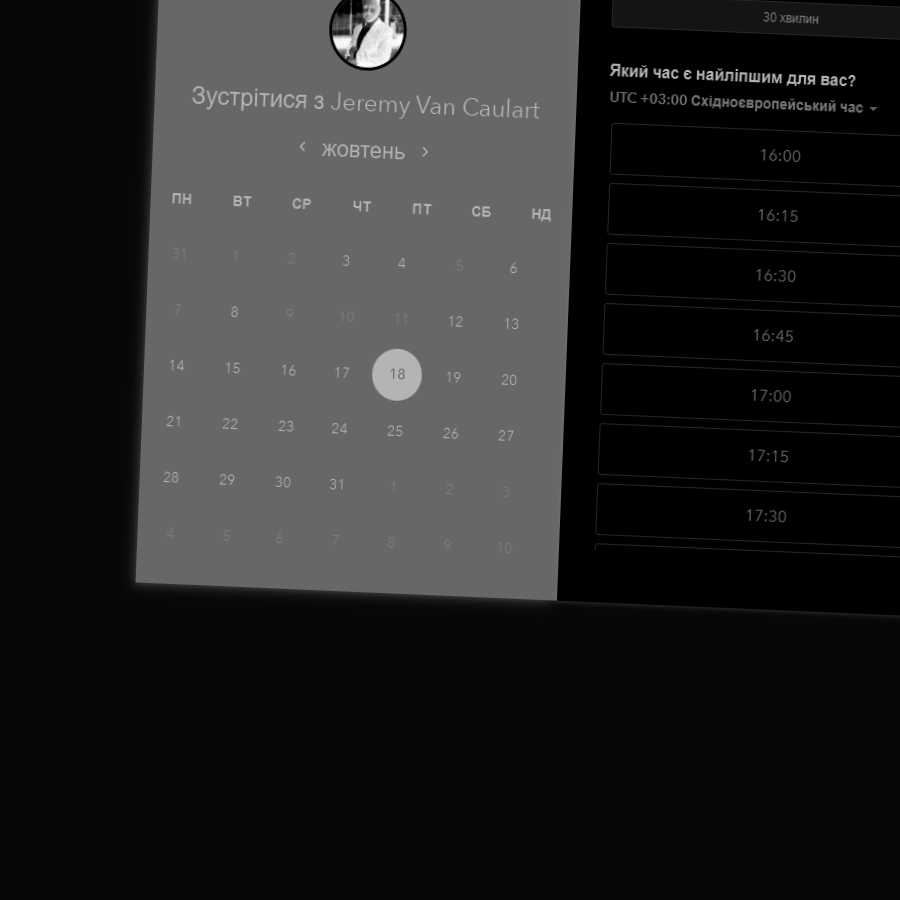 Зустрітися з Jeremy Van Caulart
жовтень
ПН ВТ СР ЧТ ПТ СБ НД
31 1 2 3 4 5 6
7 8 9 10 11 12 13
14 15 16 17 18 19 20
21 22 23 24 25 26 27
28 29 30 31 1 2 3
4 5 6 7 8 9 10
30 хвилин
Який час є найліпшим для вас?
UTC +03:00 Східноєвропейський час
16:00
16:15
16:30
16:45
17:00
17:15
17:30